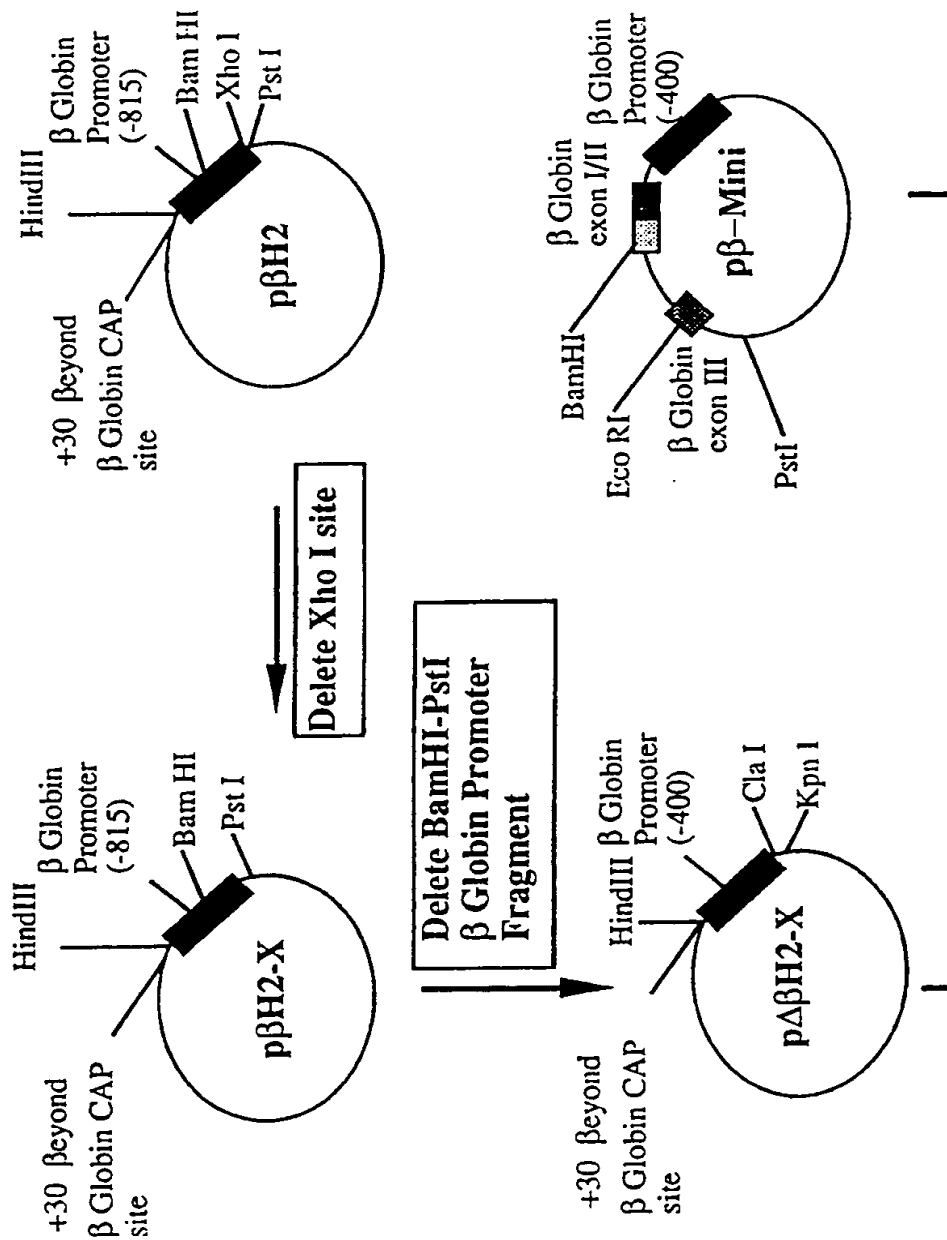 HindIII
+30 βeyond
β Globin CAP
site
β Globin
Promoter
(-815)
Bam HI
Pst I
pβH2-X
Delete Xho I site
HindIII
+30 βeyond
β Globin CAP
site
β Globin
Promoter
(-815)
Bam HI
Xho I
Pst I
pβH2
Delete BamHI-PstI
β Globin Promoter
Fragment
HindIII
+30 βeyond
β Globin CAP
site
β Globin
Promoter
(-400)
Cla I
Kpn I
pΔβH2-X
BamHI
Eco RI
β Globin
exon III
PstI
β Globin
exon I/II
β Globin
Promoter
(-400)
pβ-Mini